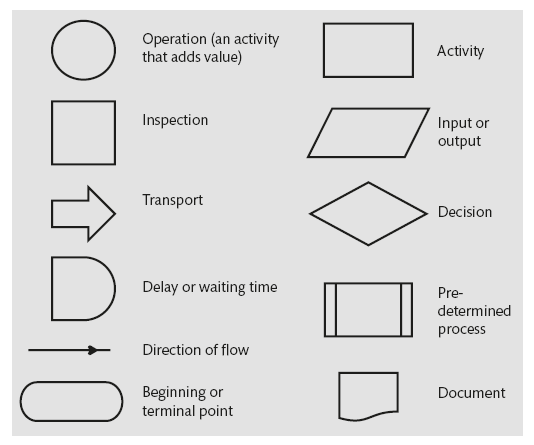 Operation (an activity
that adds value)
Inspection
Transport
Delay or waiting time
Direction of flow
Beginning or
terminal point
Activity
Input or
output
Decision
Pre-
determined
process
Document